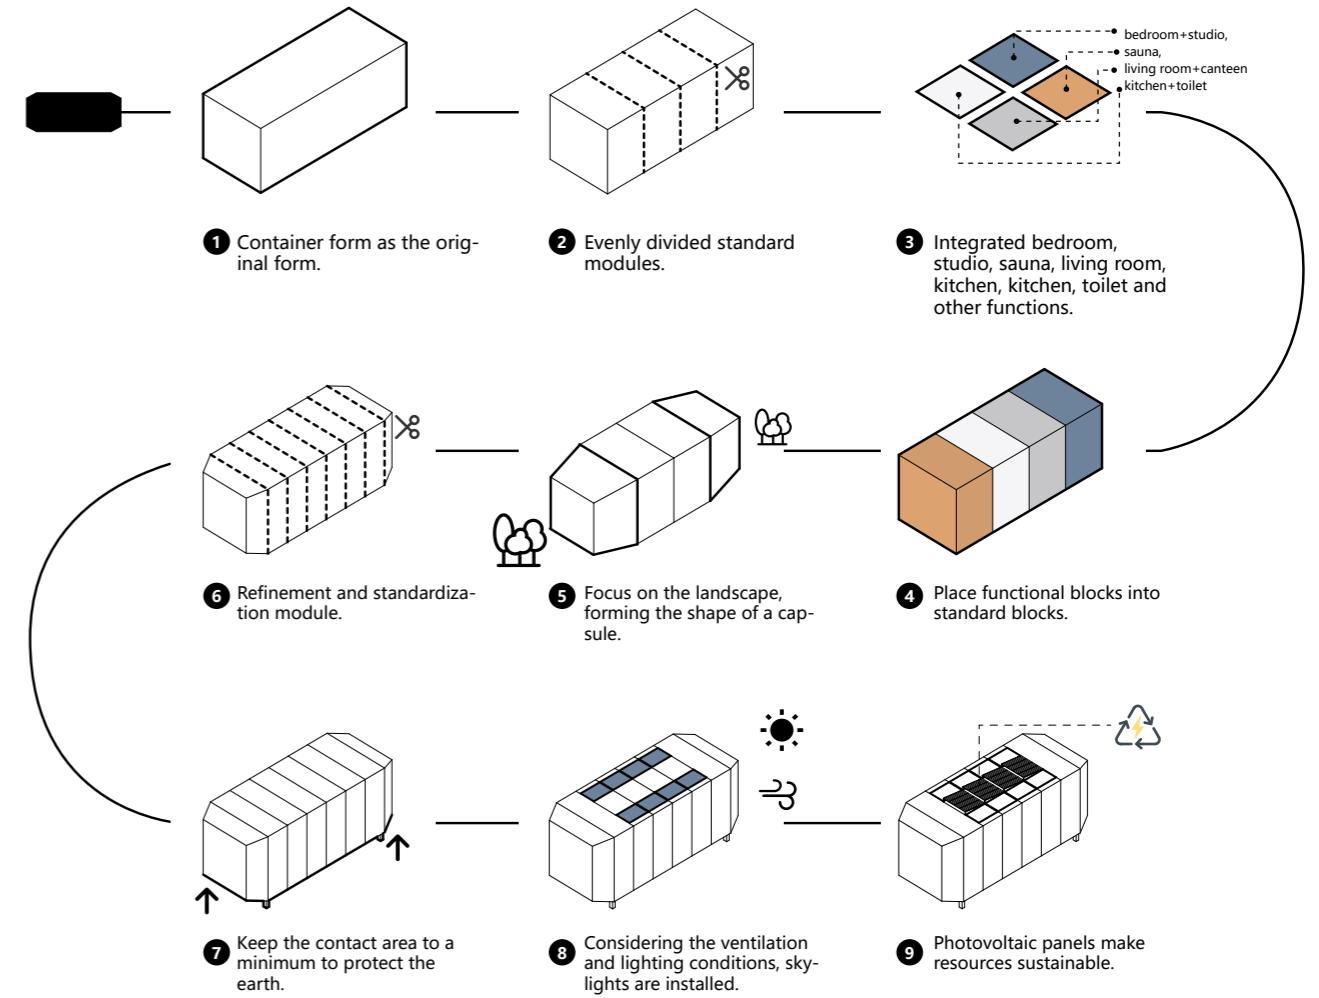 bedroom+studio,
sauna,
living room+canteen
kitchen+toilet
1 Container form as the orig-
inal form.
2 Evenly divided standard
modules.
3 Integrated bedroom,
studio, sauna, living room,
kitchen, kitchen, toilet and
other functions.
4 Place functional blocks into
standard blocks.
5 Focus on the landscape,
forming the shape of a cap-
sule.
6 Refinement and standardiza-
tion module.
7 Keep the contact area to a
minimum to protect the
earth.
8 Considering the ventilation
and lighting conditions, sky-
lights are installed.
9 Photovoltaic panels make
resources sustainable.